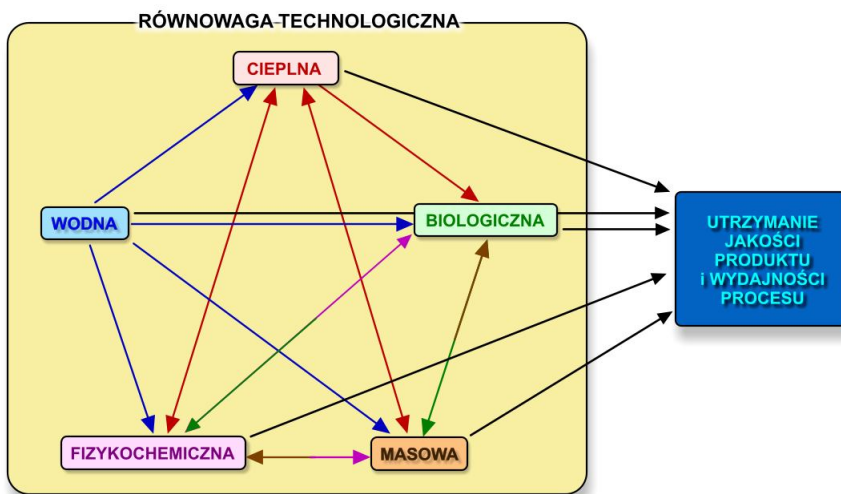 RÓWNOWAGA TECHNOLOGICZNA
CIEPLNA
WODNA
BIOLOGICZNA
UTRZYMANIE
JAKOŚCI
PRODUKTU
i WYDAJNOŚCI
PROCESU
FIZYKOCHEMICZNA
MASOWA